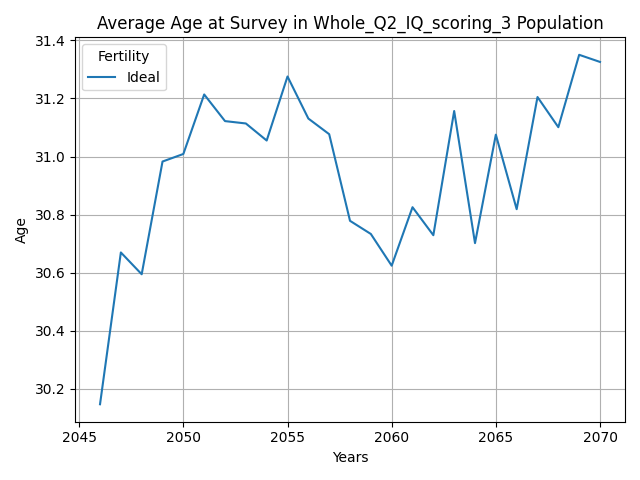 Average Age at Survey in Whole_Q2_IQ_scoring_3 Population
Fertility
Ideal
31.4
31.2
31.0
30.8
30.6
30.4
30.2
Age
2045 2050 2055 2060 2065 2070
Years